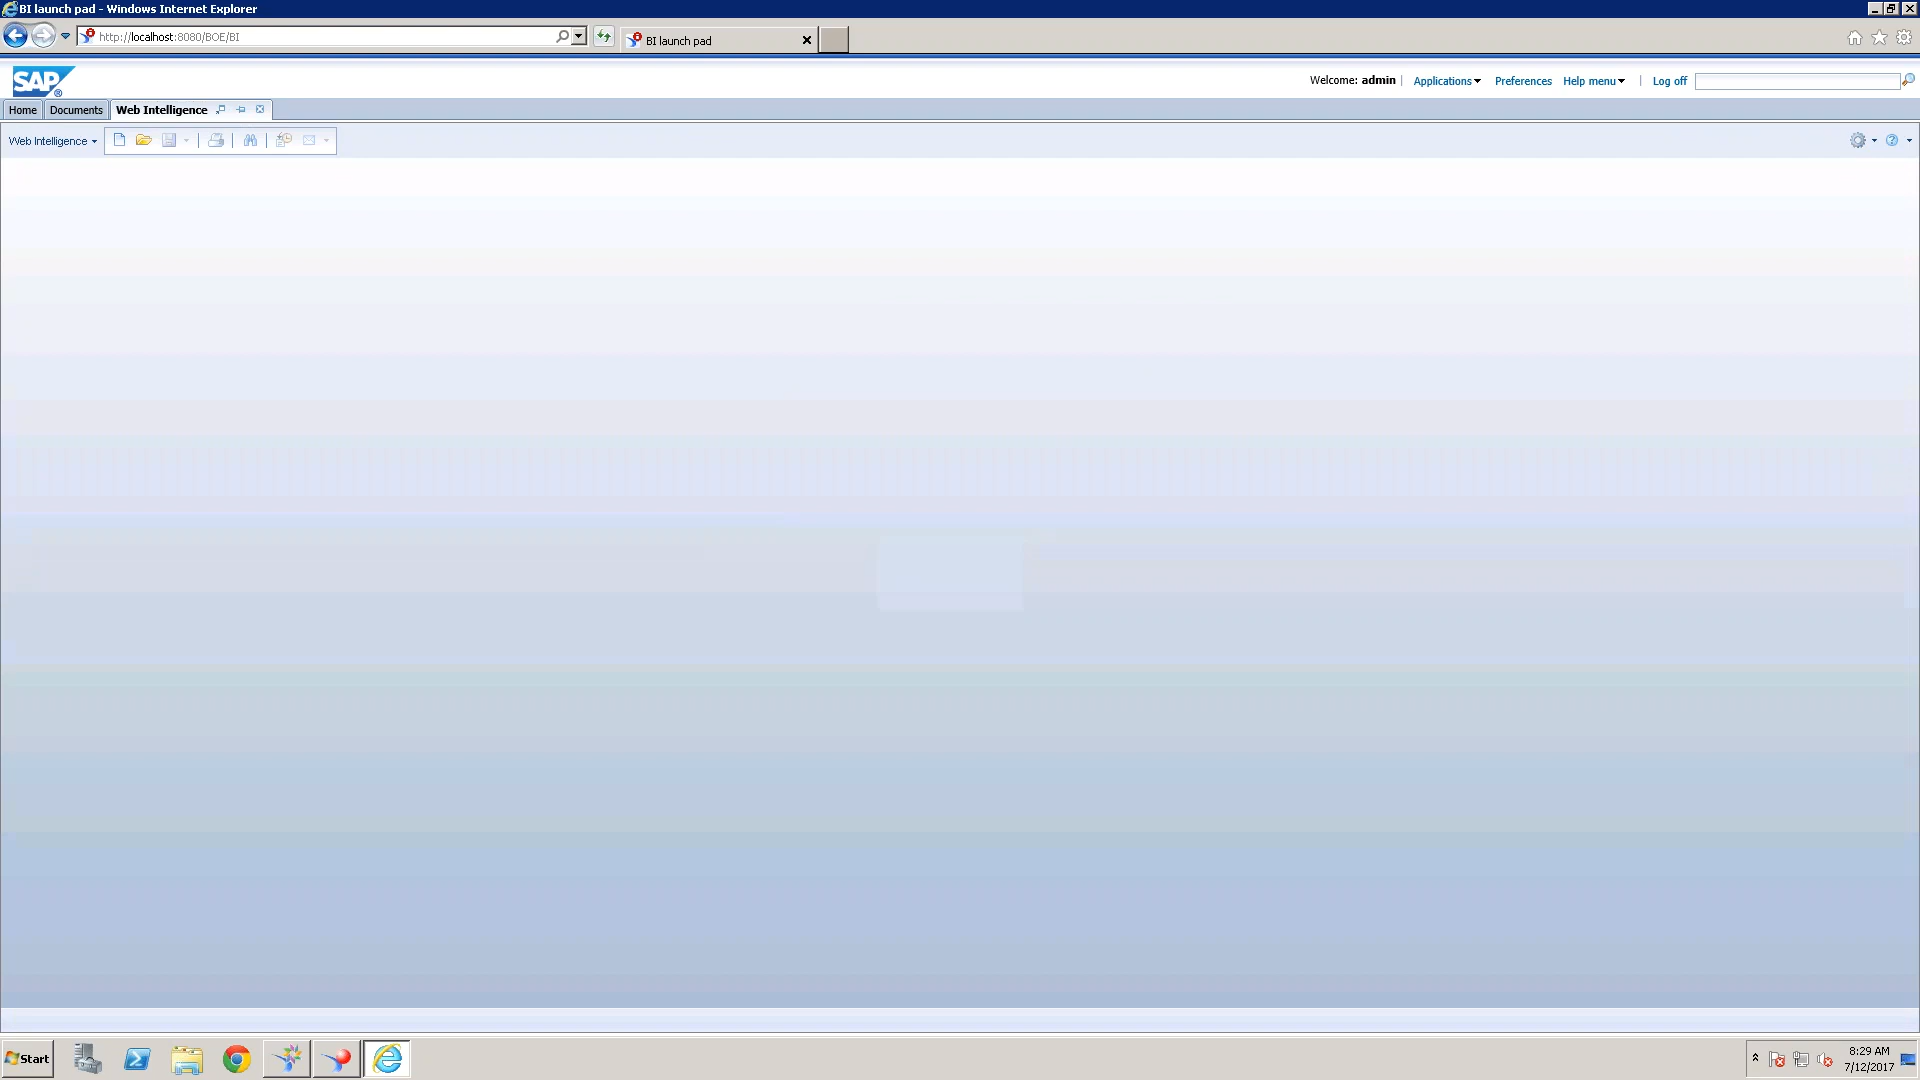 BI launch pad - Windows Internet Explorer
http://localhost:8080/BOE/BI
BI launch pad
SAP
Welcome: admin
Applications
Preferences
Help menu
Log off
Home
Documents
Web Intelligence
Web Intelligence
Start
8:29 AM
7/12/2017